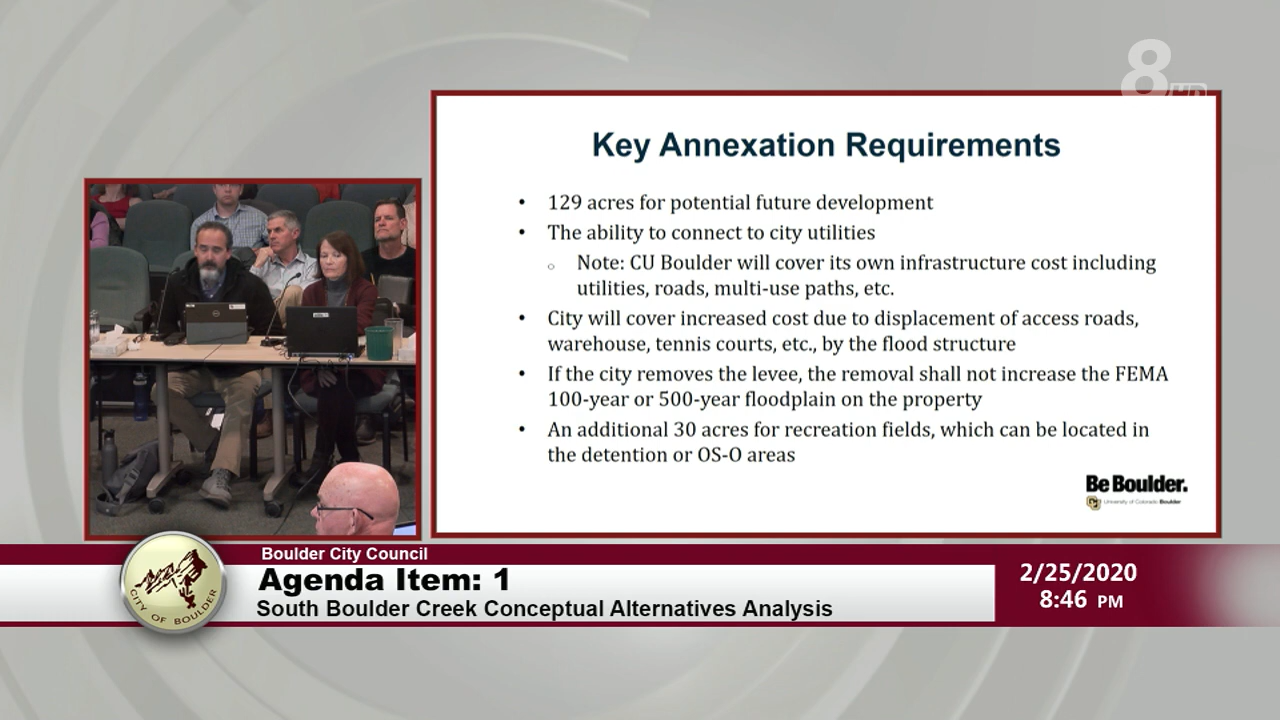 8
HD
Key Annexation Requirements
• 129 acres for potential future development
• The ability to connect to city utilities
○ Note: CU Boulder will cover its own infrastructure cost including
utilities, roads, multi-use paths, etc.
• City will cover increased cost due to displacement of access roads,
warehouse, tennis courts, etc., by the flood structure
• If the city removes the levee, the removal shall not increase the FEMA
100-year or 500-year floodplain on the property
• An additional 30 acres for recreation fields, which can be located in
the detention or OS-O areas
Be Boulder.
University of Colorado Boulder
Boulder City Council
Agenda Item: 1
South Boulder Creek Conceptual Alternatives Analysis
2/25/2020
8:46 PM
CITY OF BOULDER